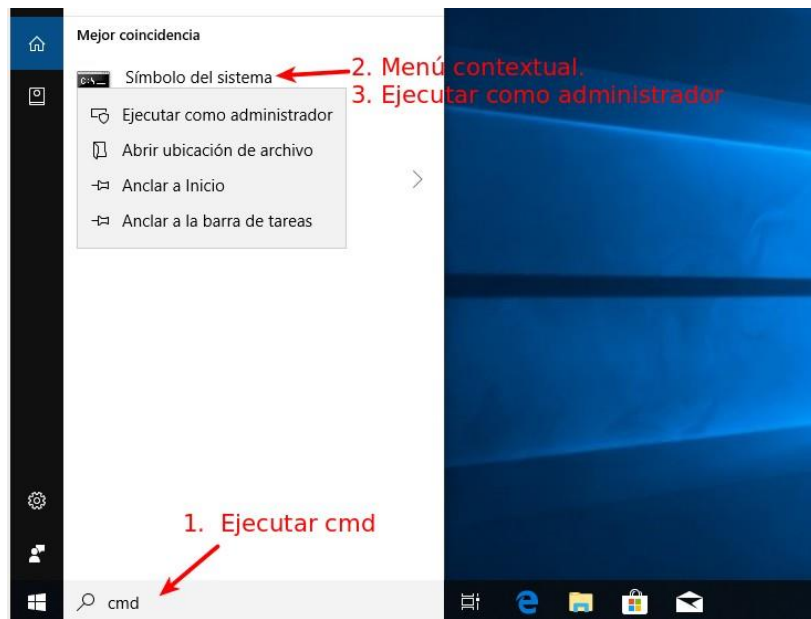 Mejor coincidencia
Símbolo del sistema
2. Menú contextual.
3. Ejecutar como administrador
Ejecutar como administrador
Abrir ubicación de archivo
Anclar a Inicio
Anclar a la barra de tareas
1. Ejecutar cmd
cmd